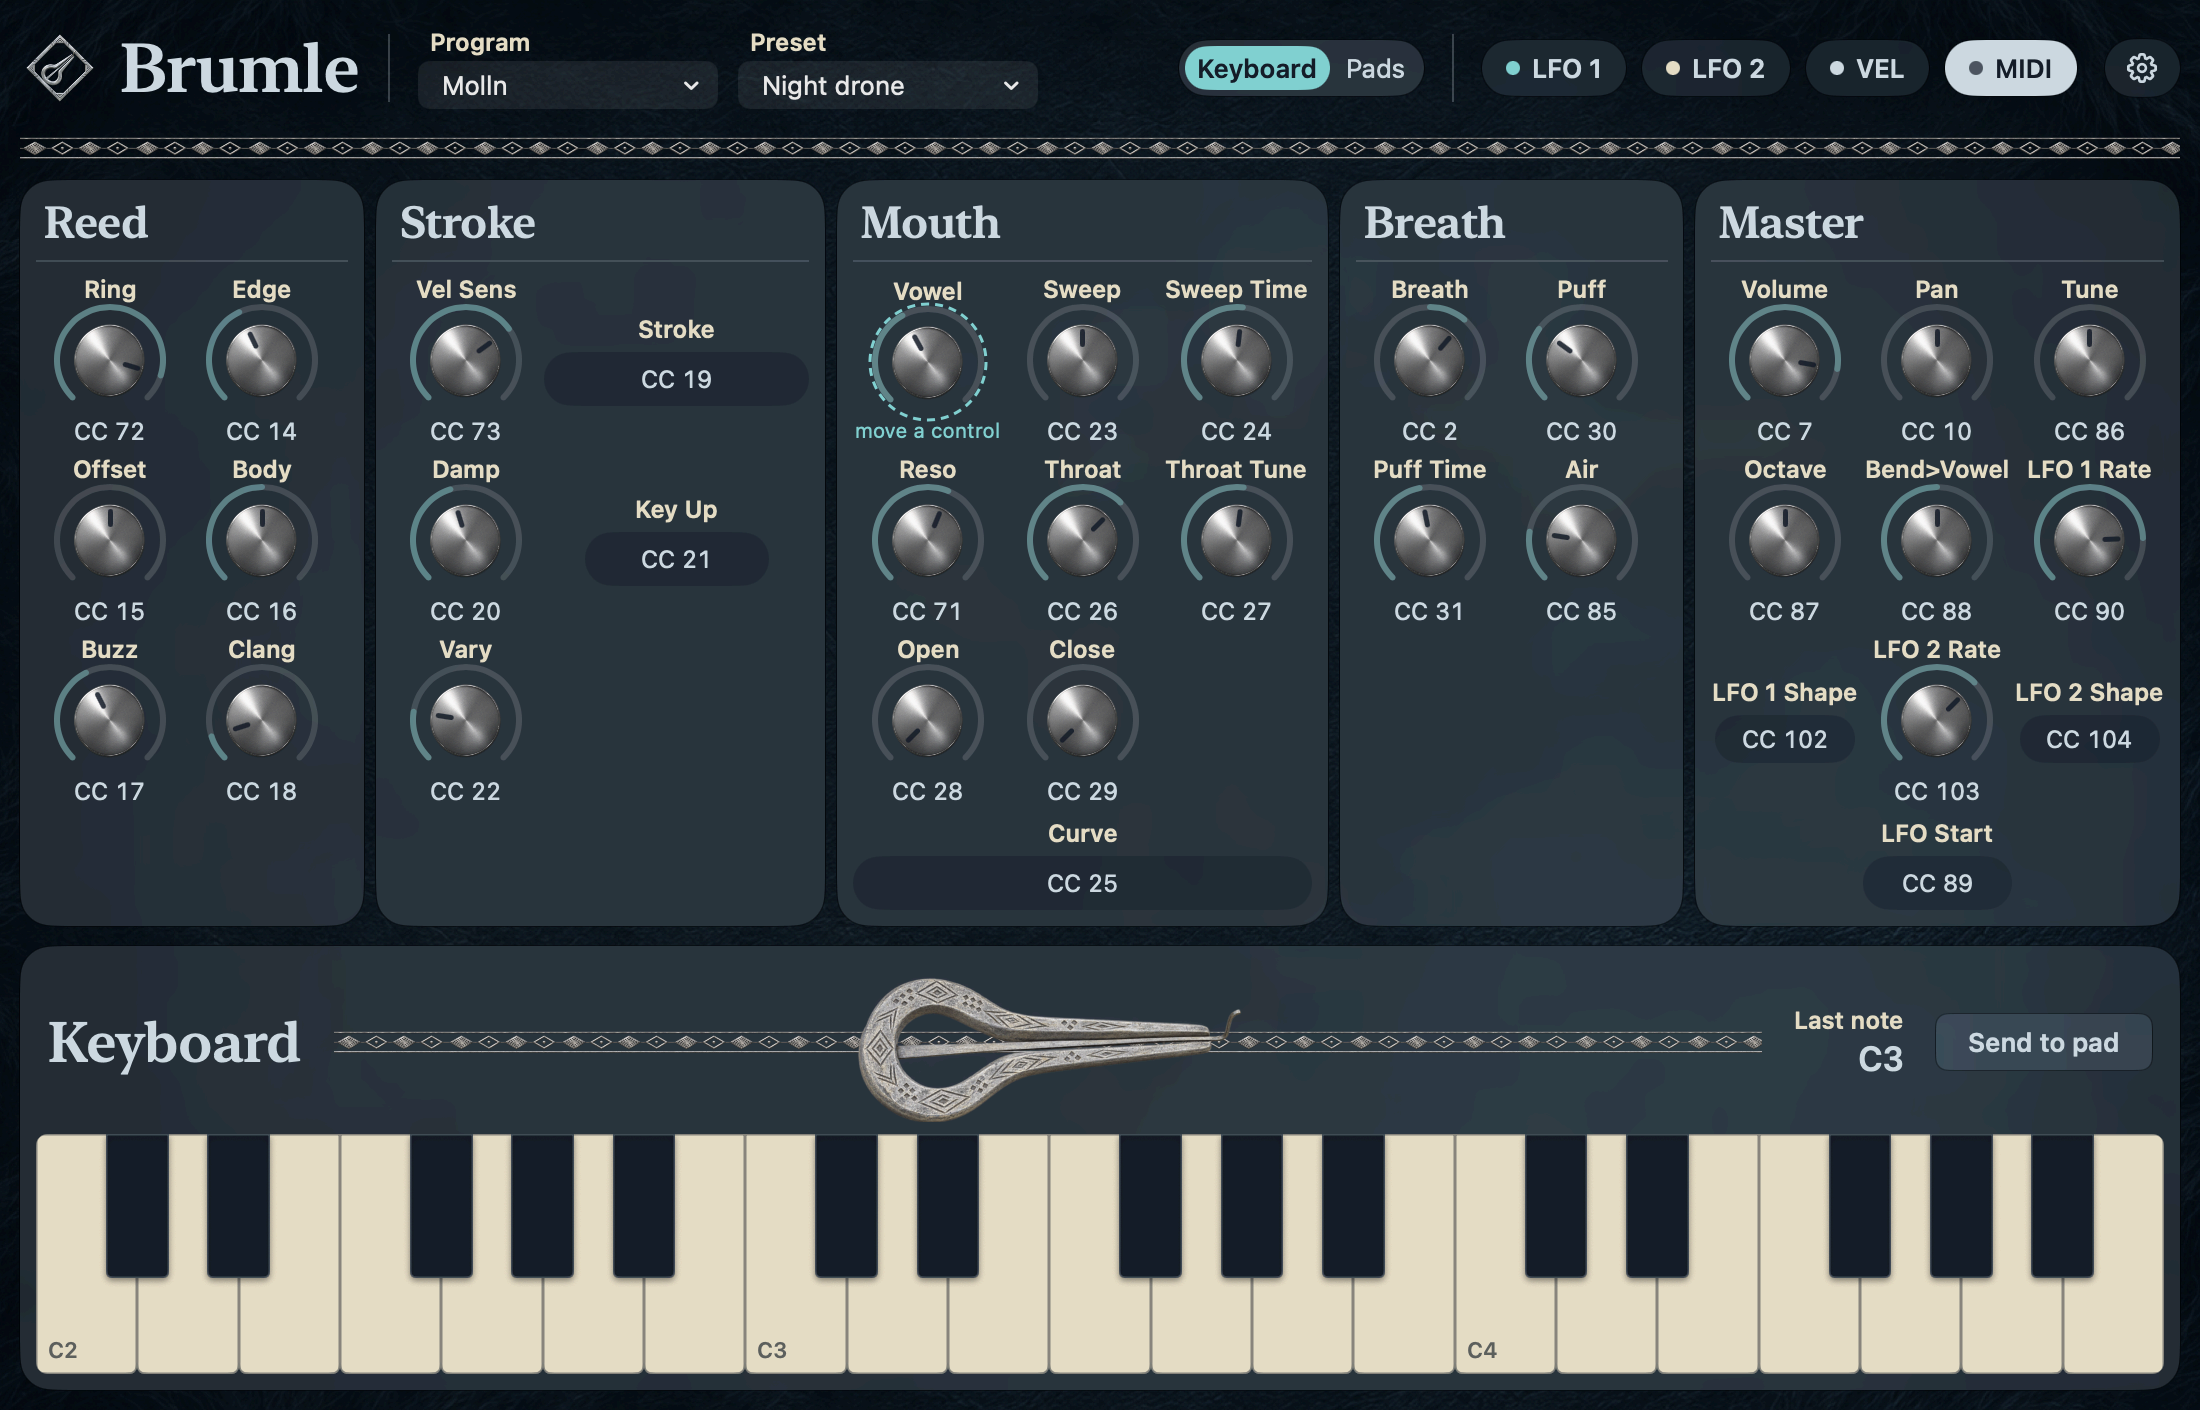 Brumle
Program
Molln
Preset
Night drone
Keyboard Pads
LFO 1
LFO 2
VEL
MIDI
Reed
Ring Edge
CC 72 CC 14
Offset Body
CC 15 CC 16
Buzz Clang
CC 17 CC 18
Stroke
Vel Sens
CC 73
Stroke
CC 19
Damp
CC 20
Key Up
CC 21
Vary
CC 22
Mouth
Vowel Sweep Sweep Time
move a control CC 23 CC 24
Reso Throat Throat Tune
CC 71 CC 26 CC 27
Open Close
CC 28 CC 29
Curve
CC 25
Breath
Breath Puff
CC 2 CC 30
Puff Time Air
CC 31 CC 85
Master
Volume Pan Tune
CC 7 CC 10 CC 86
Octave Bend>Vowel LFO 1 Rate
CC 87 CC 88 CC 90
LFO 1 Shape
CC 102
LFO 2 Rate
CC 103
LFO 2 Shape
CC 104
LFO Start
CC 89
Keyboard
Last note
C3
Send to pad
C2 C3 C4